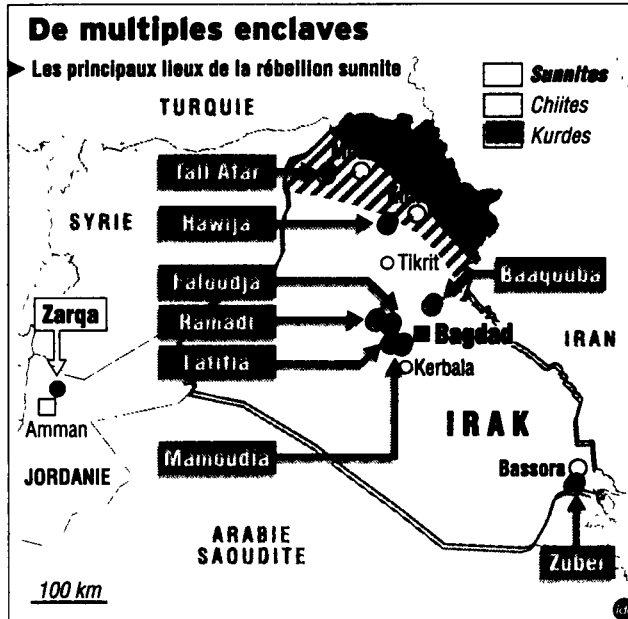 De multiples enclaves
Les principaux lieux de la rébellion sunnite
Sunnites
Chiites
Kurdes
TURQUIE
Tall Afar
SYRIE
Hawija
Tikrit
Faloudja
Baaqouba
Zarqa
Ramadi
Bagdad
IRAN
Latifia
Kerbala
Amman
IRAK
Mamoudia
Bassora
JORDANIE
ARABIE
SAOUDITE
Zuber
100 km